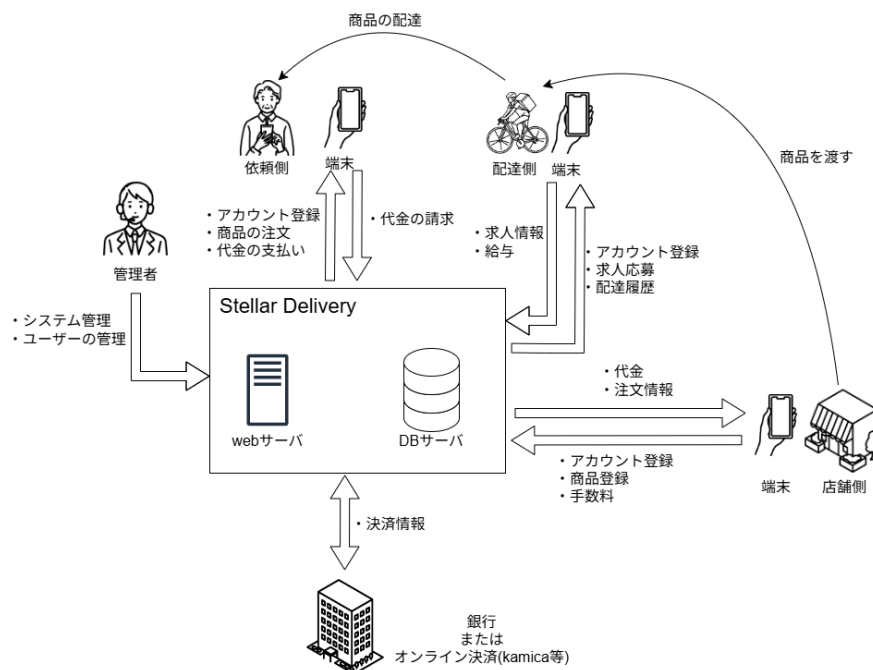 商品の配達
商品を渡す
依頼側
端末
配達側
端末
管理者
・アカウント登録
・商品の注文
・代金の支払い
・代金の請求
・求人情報
・給与
・アカウント登録
・求人応募
・配達履歴
・システム管理
・ユーザーの管理
Stellar Delivery
webサーバ
DBサーバ
・代金
・注文情報
・アカウント登録
・商品登録
・手数料
端末
店舗側
・決済情報
銀行
または
オンライン決済(kamica等)